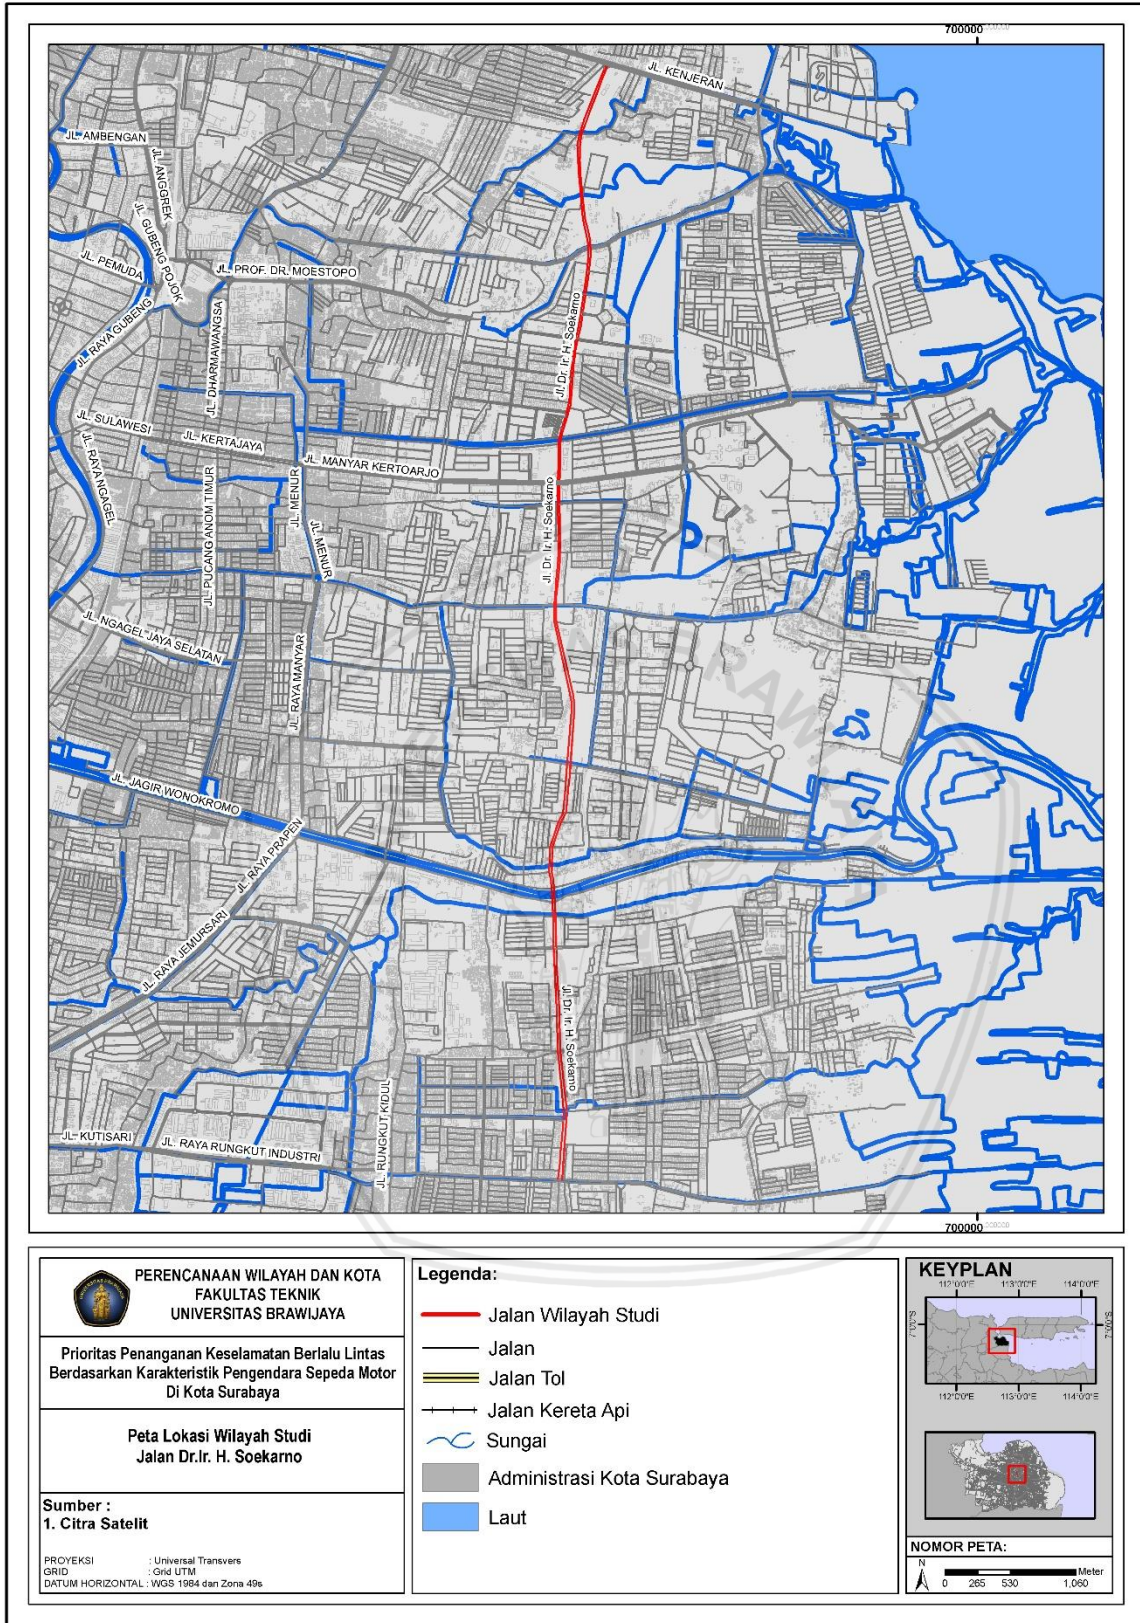 700000
JL. KENJERAN
JL. AMBENGAN
JL. ANGGREK
JL. GUBENG POJOK
JL. PEMUDA
JL. PROF. DR. MOESTOPO
JL. RAYA GUBENG
JL. DHARMAWANGSA
Jl. Dr. Ir. H. Soekarno
JL. SULAWESI
JL. KERTAJAYA
JL. MANYAR KERTOARJO
JL. RAYA NGAGEL
JL. PUCANG ANOM TIMUR
JL. MENUR
JL. MENUR
Jl. Dr. Ir. H. Soekarno
JL. NGAGEL JAYA SELATAN
JL. RAYA MANYAR
BRAWIJAYA
JL. JAGIR WONOKROMO
JL. RAYA PRAPEN
JL. RAYA JEMURSARI
Jl. Dr. Ir. H. Soekarno
JL. KUTISARI
JL. RAYA RUNGKUT INDUSTRI
JL. RUNGKUT KIDUL
700000
PERENCANAAN WILAYAH DAN KOTA
FAKULTAS TEKNIK
UNIVERSITAS BRAWIJAYA
Prioritas Penanganan Keselamatan Berlalu Lintas
Berdasarkan Karakteristik Pengendara Sepeda Motor
Di Kota Surabaya
Peta Lokasi Wilayah Studi
Jalan Dr.Ir. H. Soekarno
Sumber :
1. Citra Satelit
PROYEKSI : Universal Transvers
GRID : Grid UTM
DATUM HORIZONTAL : WGS 1984 dan Zona 49s
Legenda:
Jalan Wilayah Studi
Jalan
Jalan Tol
Jalan Kereta Api
Sungai
Administrasi Kota Surabaya
Laut
KEYPLAN
112°0'0"E 113°0'0"E 114°0'0"E
7°0'0"S 7°0'0"S
112°0'0"E 113°0'0"E 114°0'0"E
NOMOR PETA:
N
Meter
0 265 530 1,060